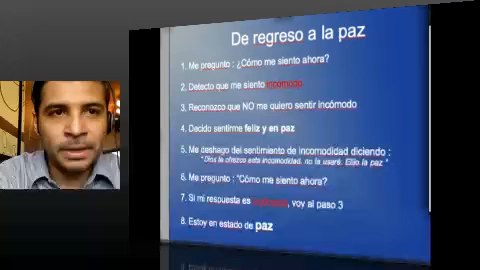 De regreso a la paz
1. Me pregunto : ¿Cómo me siento ahora?
2. Detecto que me siento incómodo
3. Reconozco que NO me quiero sentir incómodo
4. Decido sentirme feliz y en paz
5. Me deshago del sentimiento de incomodidad diciendo :
" Dios te ofrezco esta incomodidad, no la usaré. Elijo la paz "
6. Me pregunto : "Cómo me siento ahora?
7. Si mi respuesta es , voy al paso 3
8. Estoy en estado de paz